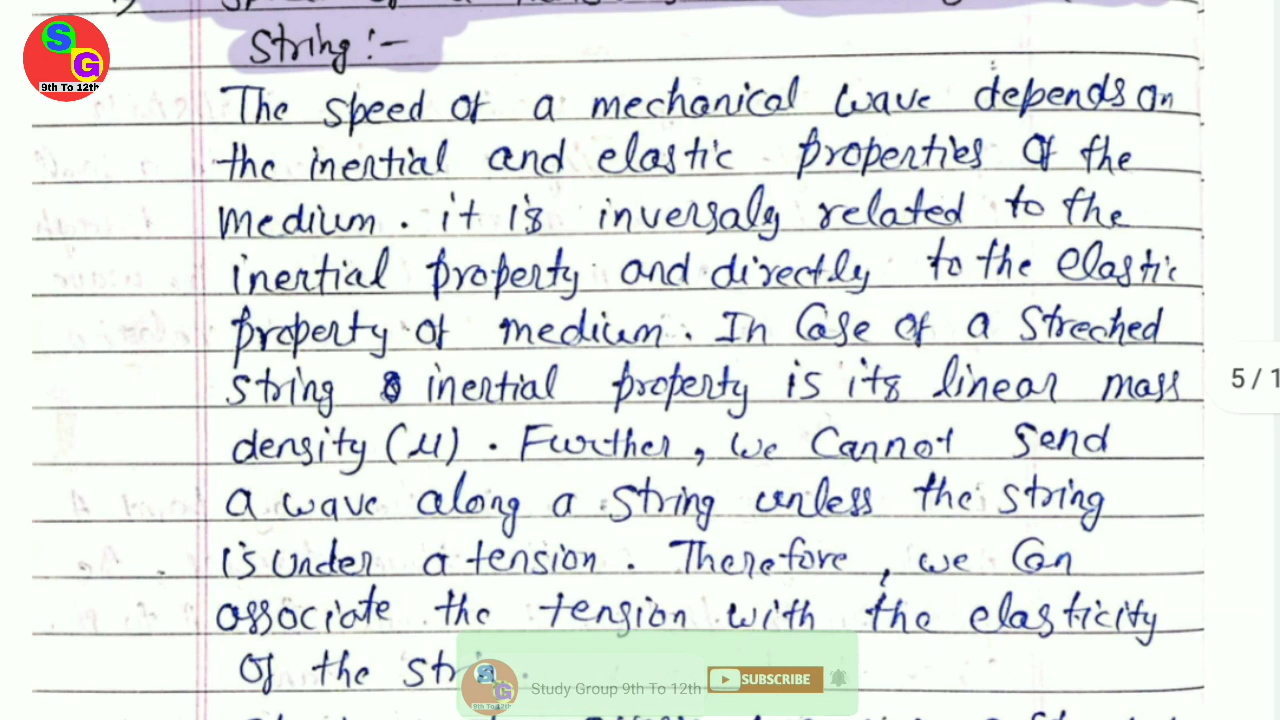 String :-
The speed of a mechanical wave depends on
the inertial and elastic properties of the
medium. it is inversaly related to the
inertial property and directly to the elastic
property of medium. In Case of a Streched
string inertial property is its linear mass
density (μ). Further, we Cannot Send
a wave along a string unless the string
is under a tension. Therefore, we Can
associate the tension with the elasticity
of the
SG
9th To 12th
5 / 1
Study Group 9th To 12th
SUBSCRIBE